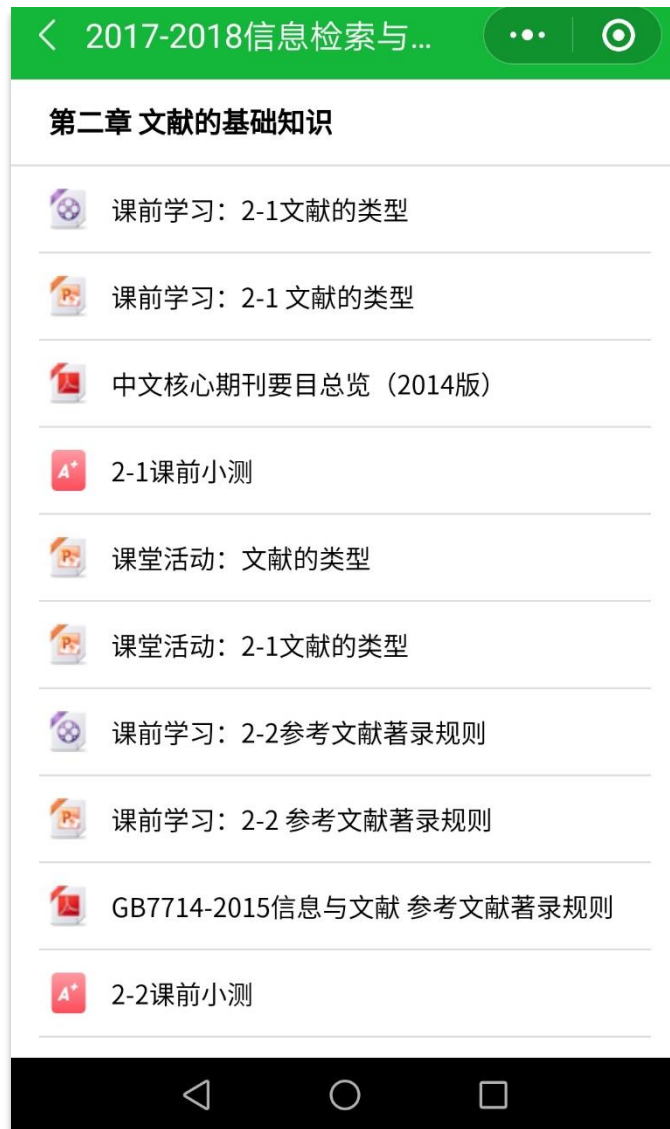 2017-2018信息检索与...
第二章 文献的基础知识
课前学习：2-1文献的类型
课前学习：2-1 文献的类型
中文核心期刊要目总览（2014版）
A+ 2-1课前小测
课堂活动：文献的类型
课堂活动：2-1文献的类型
课前学习：2-2参考文献著录规则
课前学习：2-2 参考文献著录规则
GB7714-2015信息与文献 参考文献著录规则
A+ 2-2课前小测